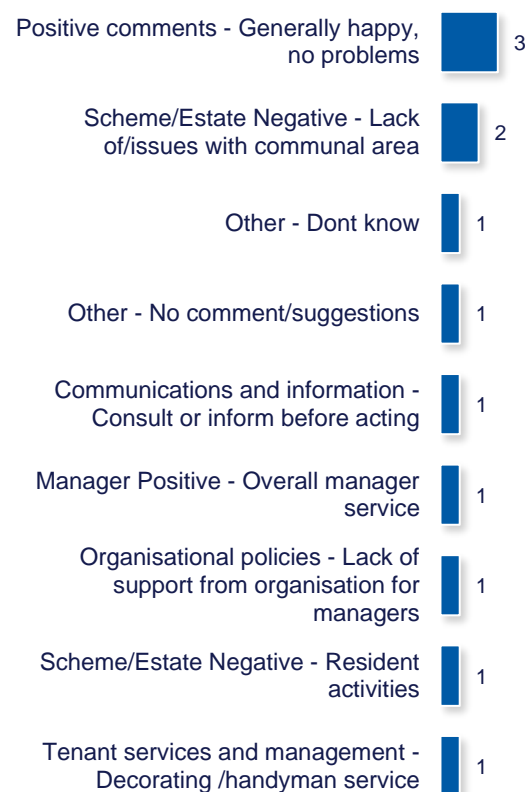 Positive comments - Generally happy,
no problems
3
Scheme/Estate Negative - Lack
of/issues with communal area
2
Other - Dont know
1
Other - No comment/suggestions
1
Communications and information -
Consult or inform before acting
1
Manager Positive - Overall manager
service
1
Organisational policies - Lack of
support from organisation for
managers
1
Scheme/Estate Negative - Resident
activities
1
Tenant services and management -
Decorating /handyman service
1